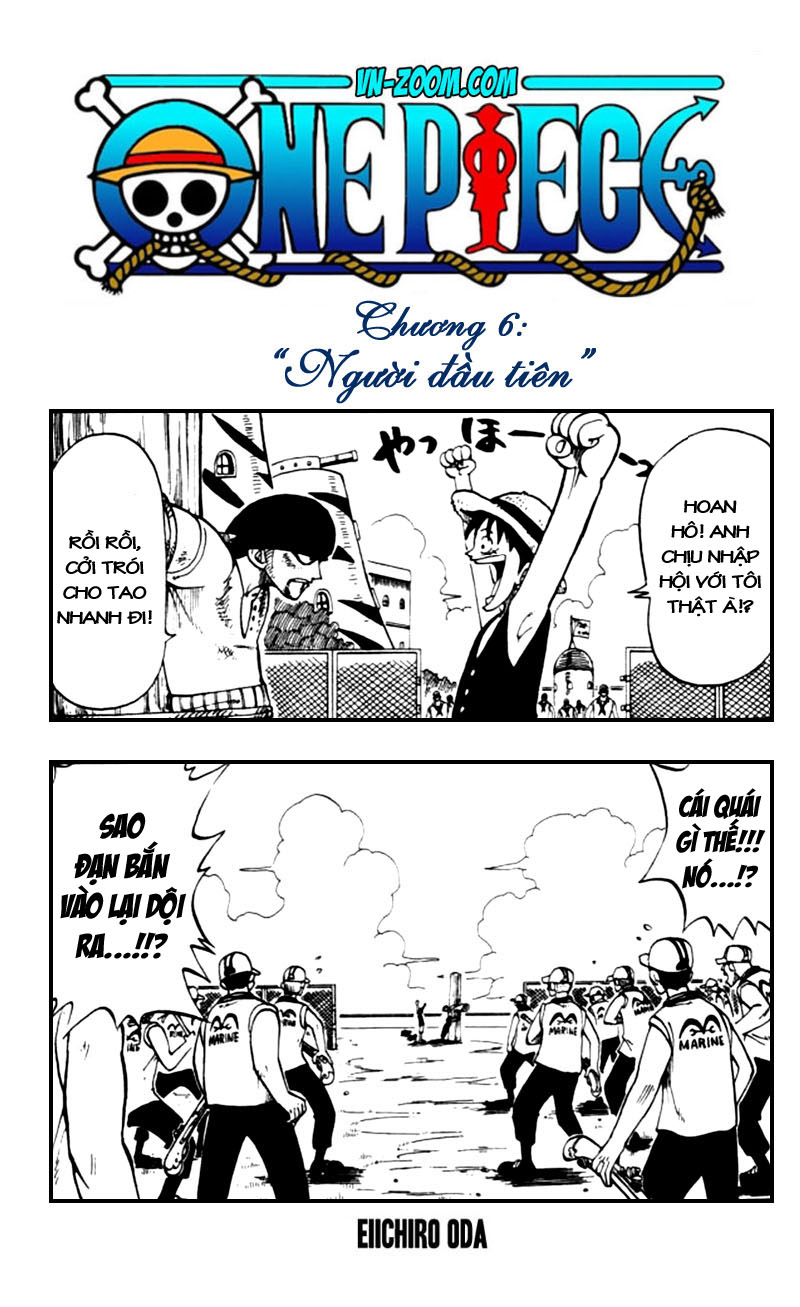 VN-ZOOM.COM
ONE PIECE
Chương 6:
“Người đầu tiên”
やっほーーっ
HOAN
HÔ! ANH
CHỊU NHẬP
HỘI VỚI TÔI
THẬT À!?
RỒI RỒI,
CỞI TRÓI
CHO TAO
NHANH ĐI!
CÁI QUÁI
GÌ THẾ!!!
NÓ...!?
SAO
ĐẠN BẮN
VÀO LẠI DỘI
RA....!!?
MARINE
MARINE
EIICHIRO ODA